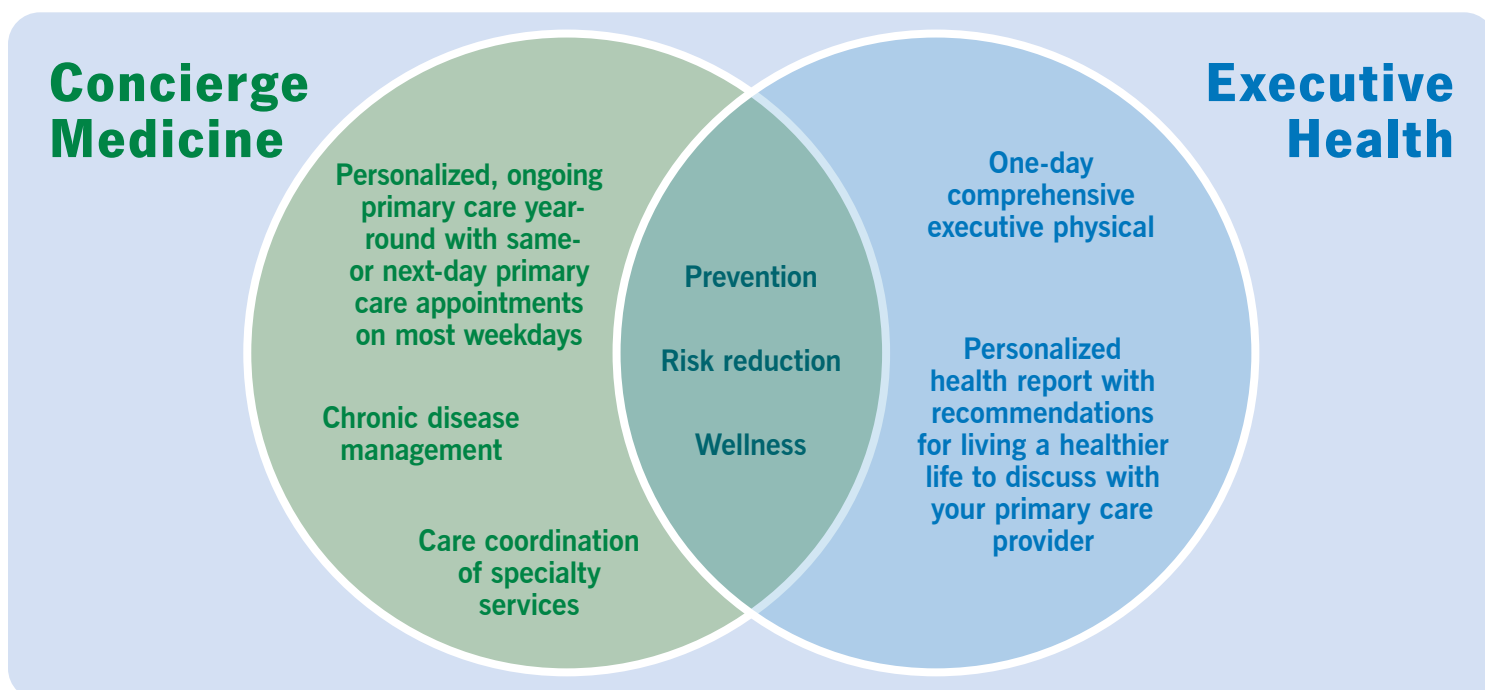 Concierge
Medicine
Personalized, ongoing
primary care year-
round with same-
or next-day primary
care appointments
on most weekdays
Chronic disease
management
Care coordination
of specialty
services
Prevention
Risk reduction
Wellness
Executive
Health
One-day
comprehensive
executive physical
Personalized
health report with
recommendations
for living a healthier
life to discuss with
your primary care
provider